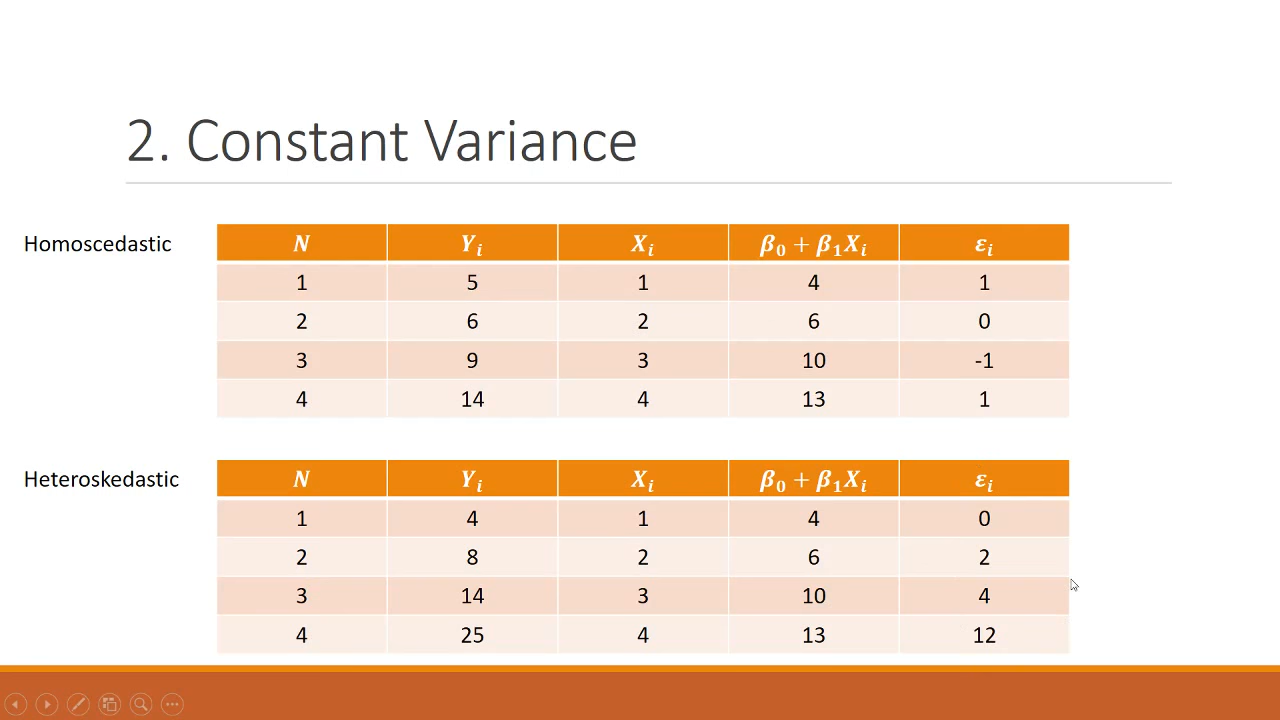 2. Constant Variance
Homoscedastic
N Yᵢ Xᵢ β₀ + β₁Xᵢ εᵢ
1 5 1 4 1
2 6 2 6 0
3 9 3 10 -1
4 14 4 13 1
Heteroskedastic
N Yᵢ Xᵢ β₀ + β₁Xᵢ εᵢ
1 4 1 4 0
2 8 2 6 2
3 14 3 10 4
4 25 4 13 12